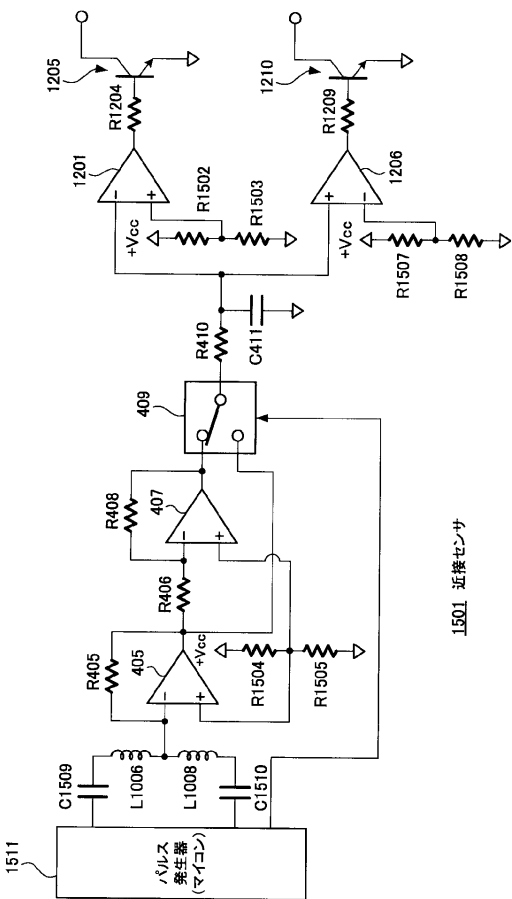 1511
パルス
発生器
(マイコン)
C1509
L1006
L1008
C1510
R405
405
+Vcc
R1504
R1505
R406
R408
407
409
R410
C411
1201
R1204
1205
+Vcc
R1502
R1503
1206
R1209
1210
+Vcc
R1507
R1508
1501 近接センサ